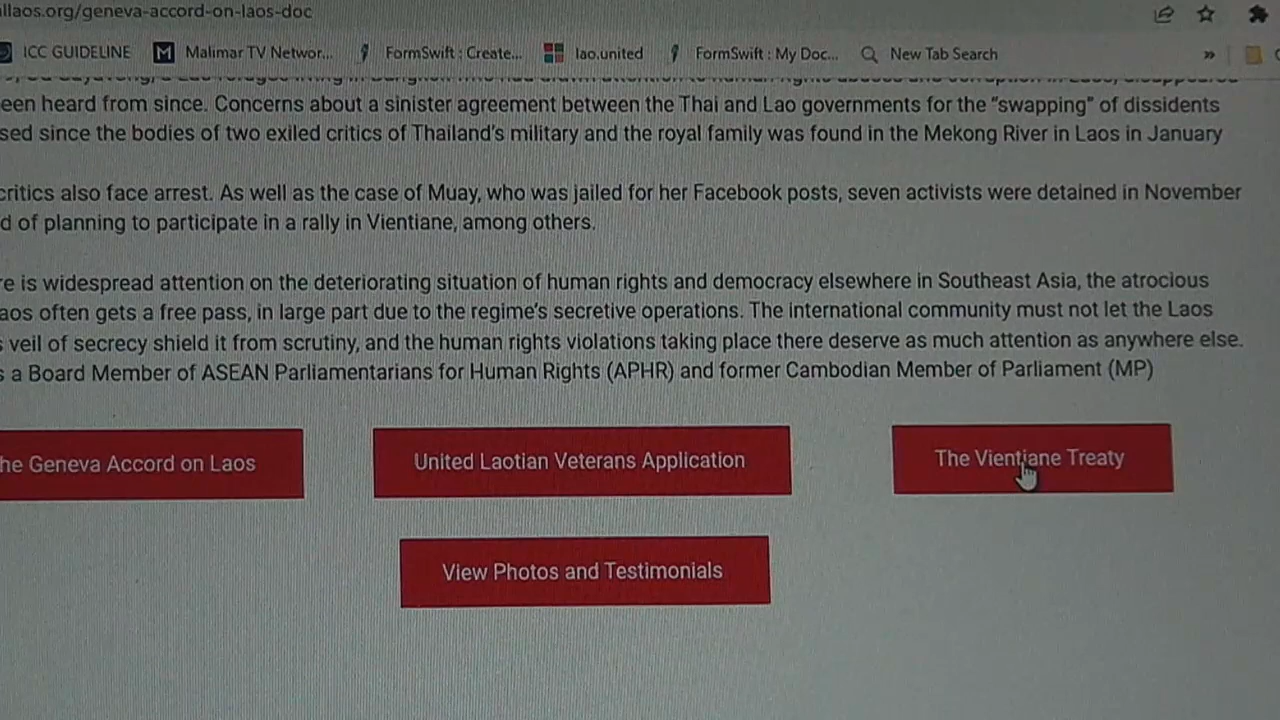 llaos.org/geneva-accord-on-laos-doc
ICC GUIDELINE M Malimar TV Networ... FormSwift : Create... lao.united FormSwift : My Doc... New Tab Search »
een heard from since. Concerns about a sinister agreement between the Thai and Lao governments for the "swapping" of dissidents
sed since the bodies of two exiled critics of Thailand's military and the royal family was found in the Mekong River in Laos in January
critics also face arrest. As well as the case of Muay, who was jailed for her Facebook posts, seven activists were detained in November
d of planning to participate in a rally in Vientiane, among others.
re is widespread attention on the deteriorating situation of human rights and democracy elsewhere in Southeast Asia, the atrocious
aos often gets a free pass, in large part due to the regime's secretive operations. The international community must not let the Laos
s veil of secrecy shield it from scrutiny, and the human rights violations taking place there deserve as much attention as anywhere else.
s a Board Member of ASEAN Parliamentarians for Human Rights (APHR) and former Cambodian Member of Parliament (MP)
he Geneva Accord on Laos
United Laotian Veterans Application
The Vientiane Treaty
View Photos and Testimonials